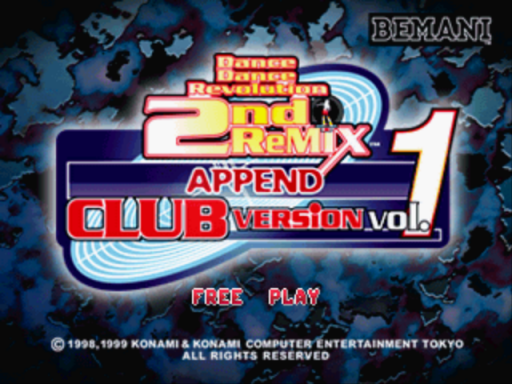 BEMANI
Dance
Dance
Revolution
2nd
ReMIX™
APPEND
CLUB VERSION vol.1
FREE PLAY
© 1998,1999 KONAMI & KONAMI COMPUTER ENTERTAINMENT TOKYO
ALL RIGHTS RESERVED